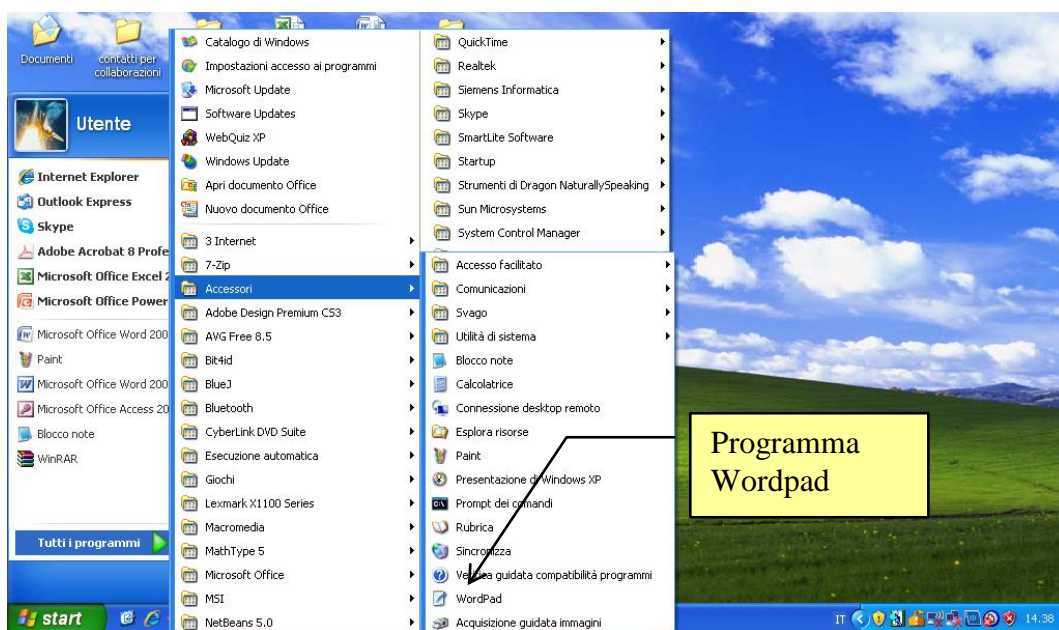 Documenti
contatti per
collaborazioni
Utente
Internet Explorer
Outlook Express
Skype
Adobe Acrobat 8 Profe
Microsoft Office Excel 2
Microsoft Office Power
Microsoft Office Word 200
Paint
Microsoft Office Word 200
Microsoft Office Access 20
Blocco note
WinRAR
Tutti i programmi
start
Catalogo di Windows
Impostazioni accesso ai programmi
Microsoft Update
Software Updates
WebQuiz XP
Windows Update
Apri documento Office
Nuovo documento Office
3 Internet
7-Zip
Accessori
Adobe Design Premium CS3
AVG Free 8.5
Bit4id
BlueJ
Bluetooth
CyberLink DVD Suite
Esecuzione automatica
Giochi
Lexmark X1100 Series
Macromedia
MathType 5
Microsoft Office
MSI
NetBeans 5.0
QuickTime
Realtek
Siemens Informatica
Skype
SmartLite Software
Startup
Strumenti di Dragon NaturallySpeaking
Sun Microsystems
System Control Manager
Accesso facilitato
Comunicazioni
Svago
Utilità di sistema
Blocco note
Calcolatrice
Connessione desktop remoto
Esplora risorse
Paint
Presentazione di Windows XP
Prompt dei comandi
Rubrica
Sincronizza
Verifica guidata compatibilità programmi
WordPad
Acquisizione guidata immagini
Programma
Wordpad
IT
14.38